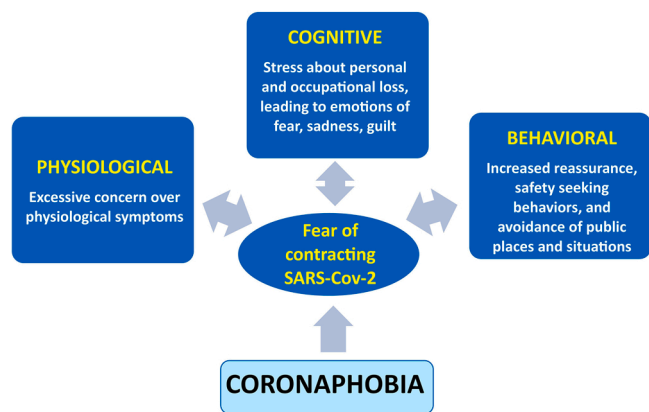 COGNITIVE
Stress about personal
and occupational loss,
leading to emotions of
fear, sadness, guilt
PHYSIOLOGICAL
Excessive concern over
physiological symptoms
BEHAVIORAL
Increased reassurance,
safety seeking
behaviors, and
avoidance of public
places and situations
Fear of
contracting
SARS-Cov-2
CORONAPHOBIA